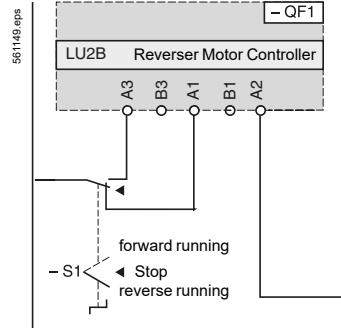 561149.eps
– QF1
LU2B Reverser Motor Controller
A3 B3 A1 B1 A2
forward running
– S1 ◄ Stop
reverse running